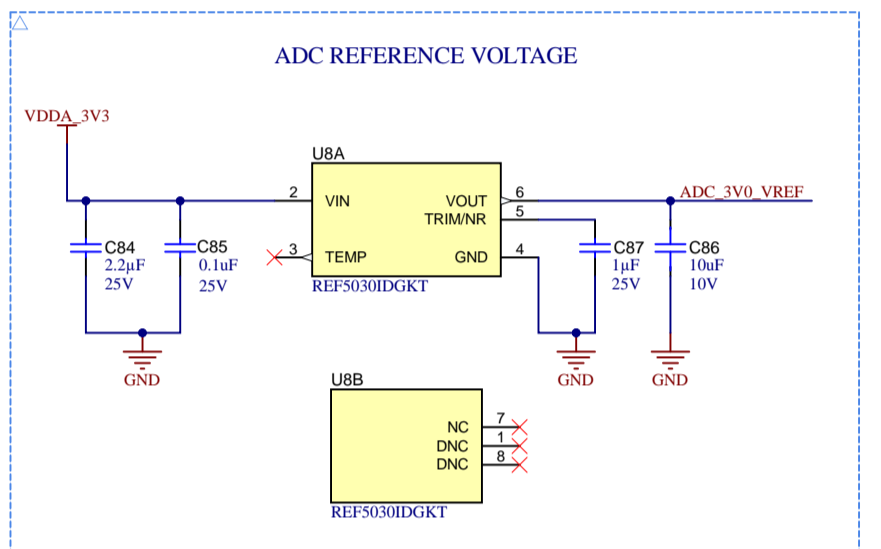 ADC REFERENCE VOLTAGE
VDDA_3V3
U8A
2 VIN VOUT 6 ADC_3V0_VREF
TRIM/NR 5
3 TEMP GND 4
REF5030IDGKT
C84
2.2µF
25V
C85
0.1uF
25V
C87
1µF
25V
C86
10uF
10V
GND
GND
GND
U8B
NC 7
DNC 1
DNC 8
REF5030IDGKT